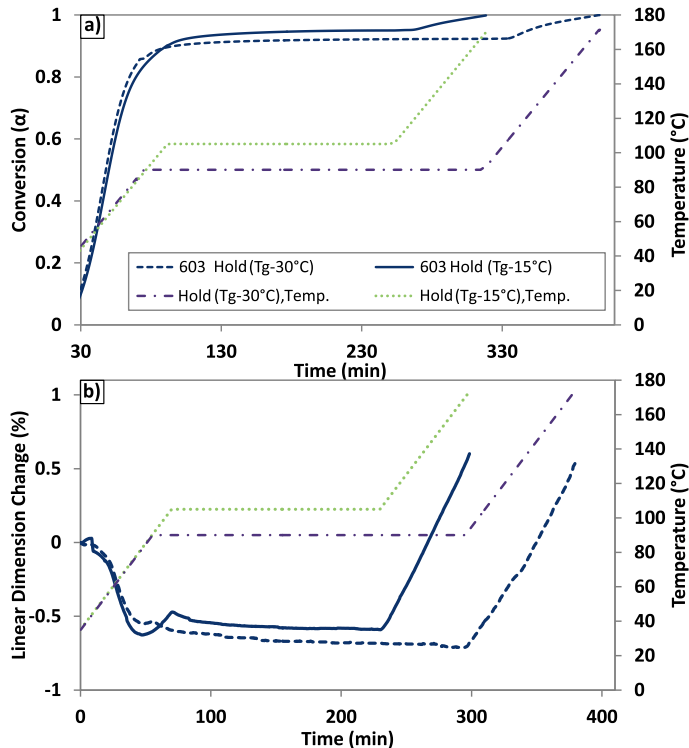 a)
1
0.8
0.6
0.4
0.2
0
Conversion (α)
180
160
140
120
100
80
60
40
20
0
Temperature (°C)
603 Hold (Tg-30°C)
603 Hold (Tg-15°C)
Hold (Tg-30°C),Temp.
Hold (Tg-15°C),Temp.
30 130 230 330
Time (min)
b)
1
0.5
0
-0.5
-1
Linear Dimension Change (%)
180
160
140
120
100
80
60
40
20
0
Temperature (°C)
0 100 200 300 400
Time (min)